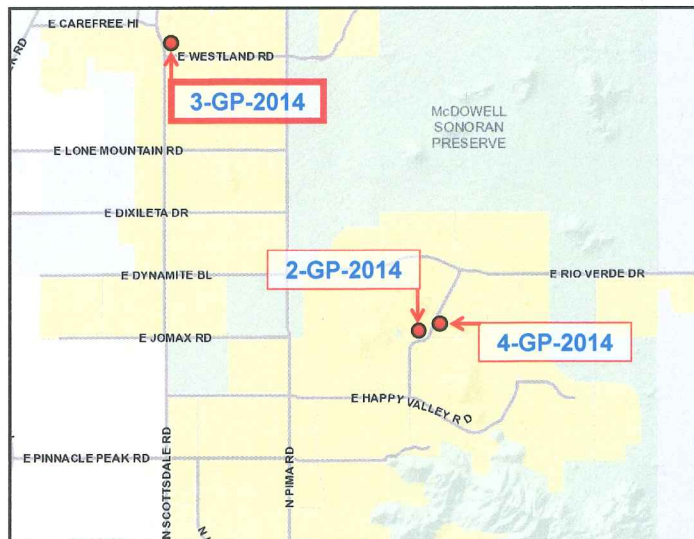 E CAREFREE HI
E WESTLAND RD
3-GP-2014
McDOWELL
SONORAN
PRESERVE
E LONE MOUNTAIN RD
E DIXILETA DR
2-GP-2014
E DYNAMITE BL
E RIO VERDE DR
E JOMAX RD
4-GP-2014
E HAPPY VALLEY RD
E PINNACLE PEAK RD
N SCOTTSDALE RD
N PIMA RD